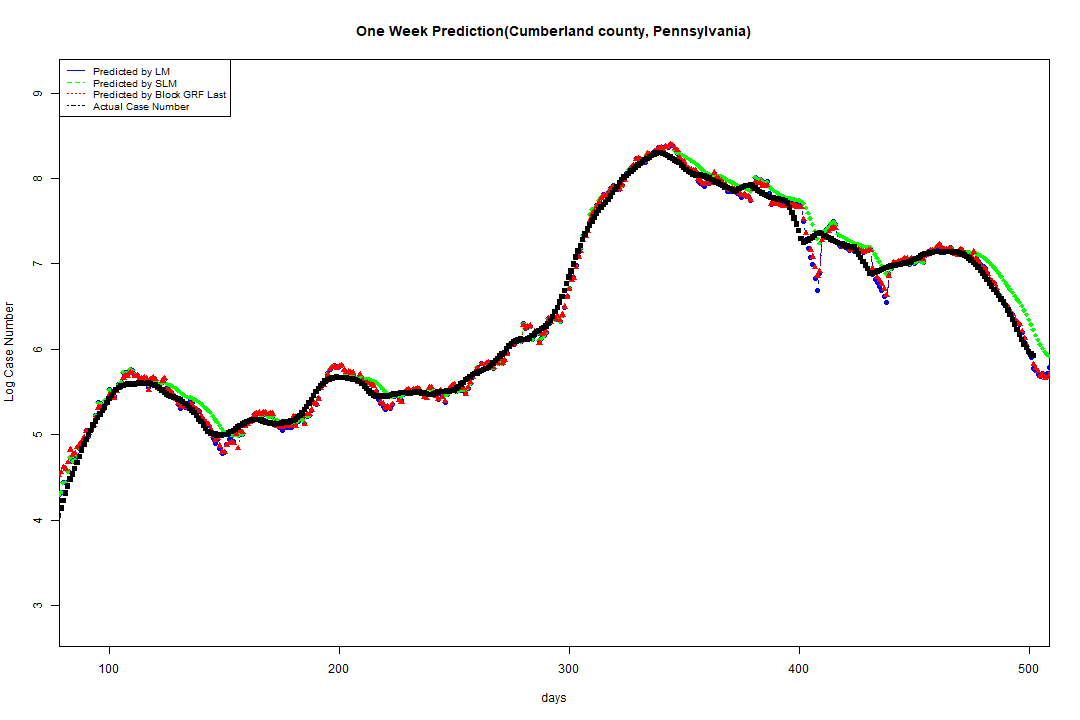 One Week Prediction(Cumberland county, Pennsylvania)
Predicted by LM
Predicted by SLM
Predicted by Block GRF Last
Actual Case Number
9
8
7
6
5
4
3
Log Case Number
100 200 300 400 500
days